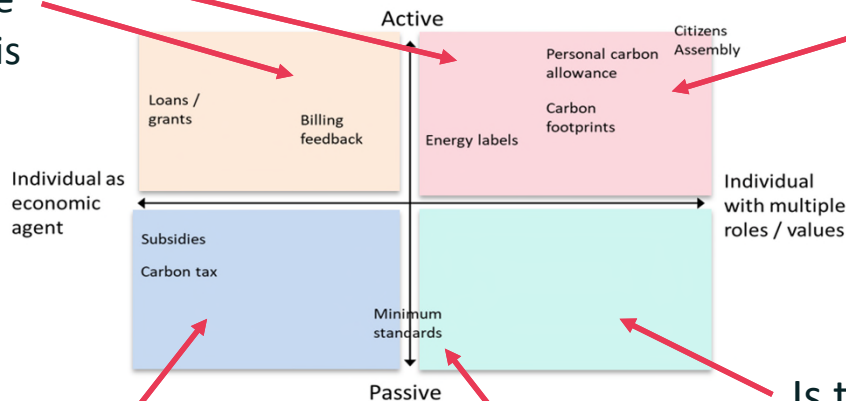 is
Active
Citizens
Assembly
Personal carbon
allowance
Loans /
grants
Carbon
footprints
Billing
feedback
Energy labels
Individual as
economic
agent
Individual
with multiple
roles / values
Subsidies
Carbon tax
Minimum
standards
Passive
Is t